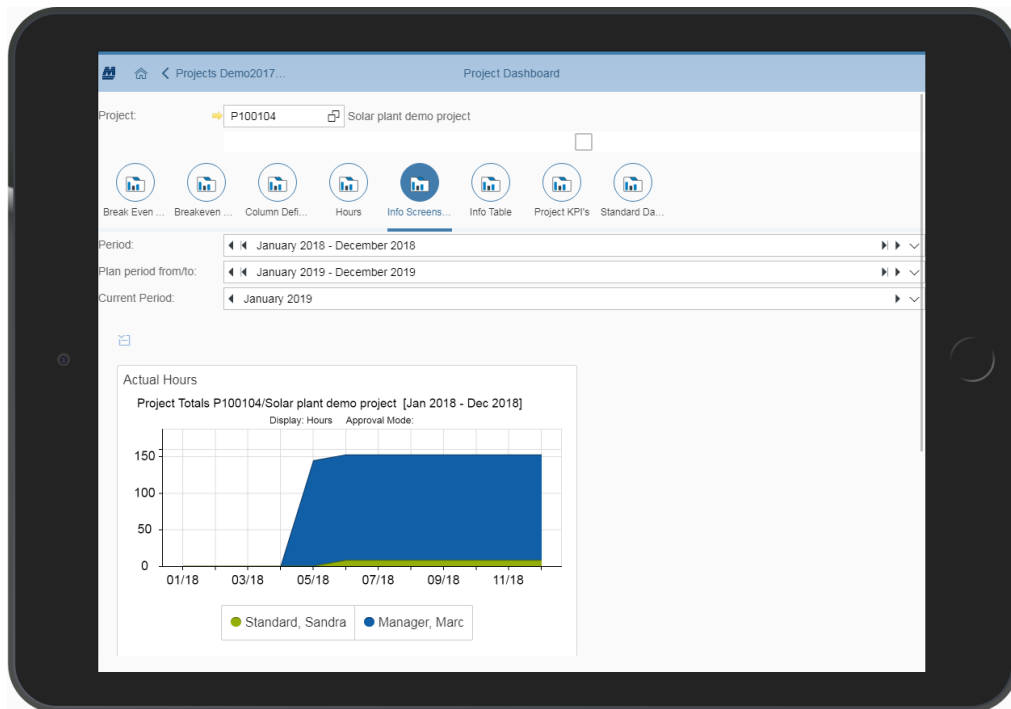 Projects Demo2017... Project Dashboard
Project: P100104 Solar plant demo project
Break Even ... Breakeven ... Column Defi... Hours Info Screens... Info Table Project KPI's Standard Da...
Period: January 2018 - December 2018
Plan period from/to: January 2019 - December 2019
Current Period: January 2019
Actual Hours
Project Totals P100104/Solar plant demo project [Jan 2018 - Dec 2018]
Display: Hours Approval Mode:
150
100
50
0
01/18 03/18 05/18 07/18 09/18 11/18
Standard, Sandra Manager, Marc